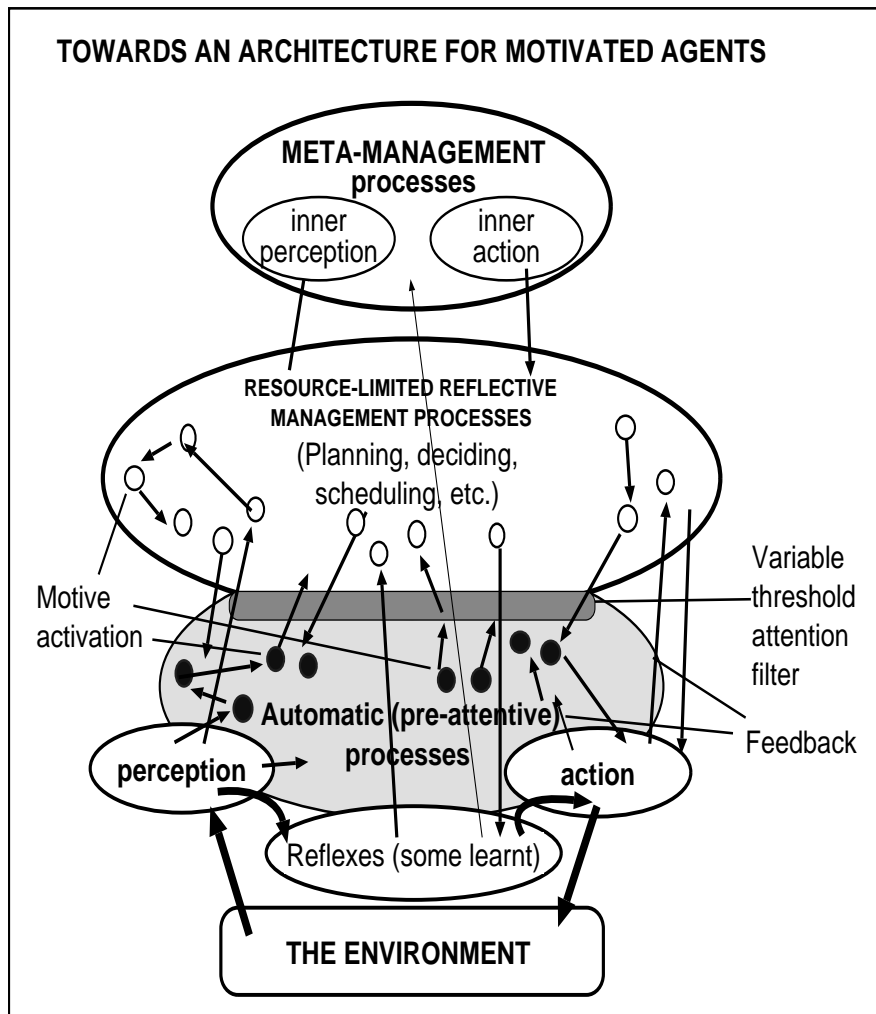 TOWARDS AN ARCHITECTURE FOR MOTIVATED AGENTS
META-MANAGEMENT
processes
inner
perception
inner
action
RESOURCE-LIMITED REFLECTIVE
MANAGEMENT PROCESSES
(Planning, deciding,
scheduling, etc.)
Motive
activation
Variable
threshold
attention
filter
Automatic (pre-attentive)
processes
Feedback
perception
action
Reflexes (some learnt)
THE ENVIRONMENT